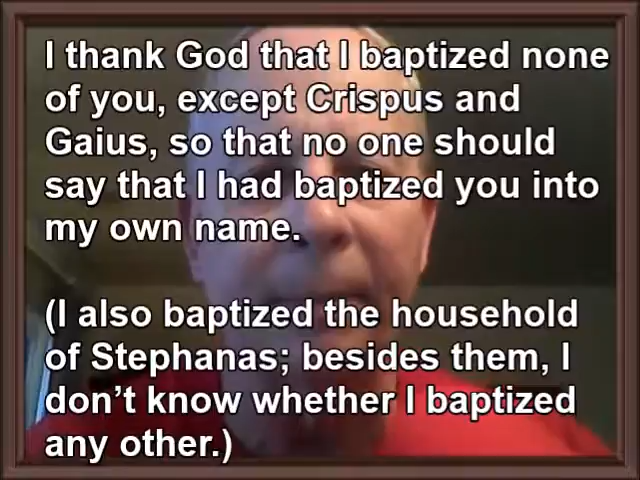 I thank God that I baptized none
of you, except Crispus and
Gaius, so that no one should
say that I had baptized you into
my own name.
(I also baptized the household
of Stephanas; besides them, I
don’t know whether I baptized
any other.)